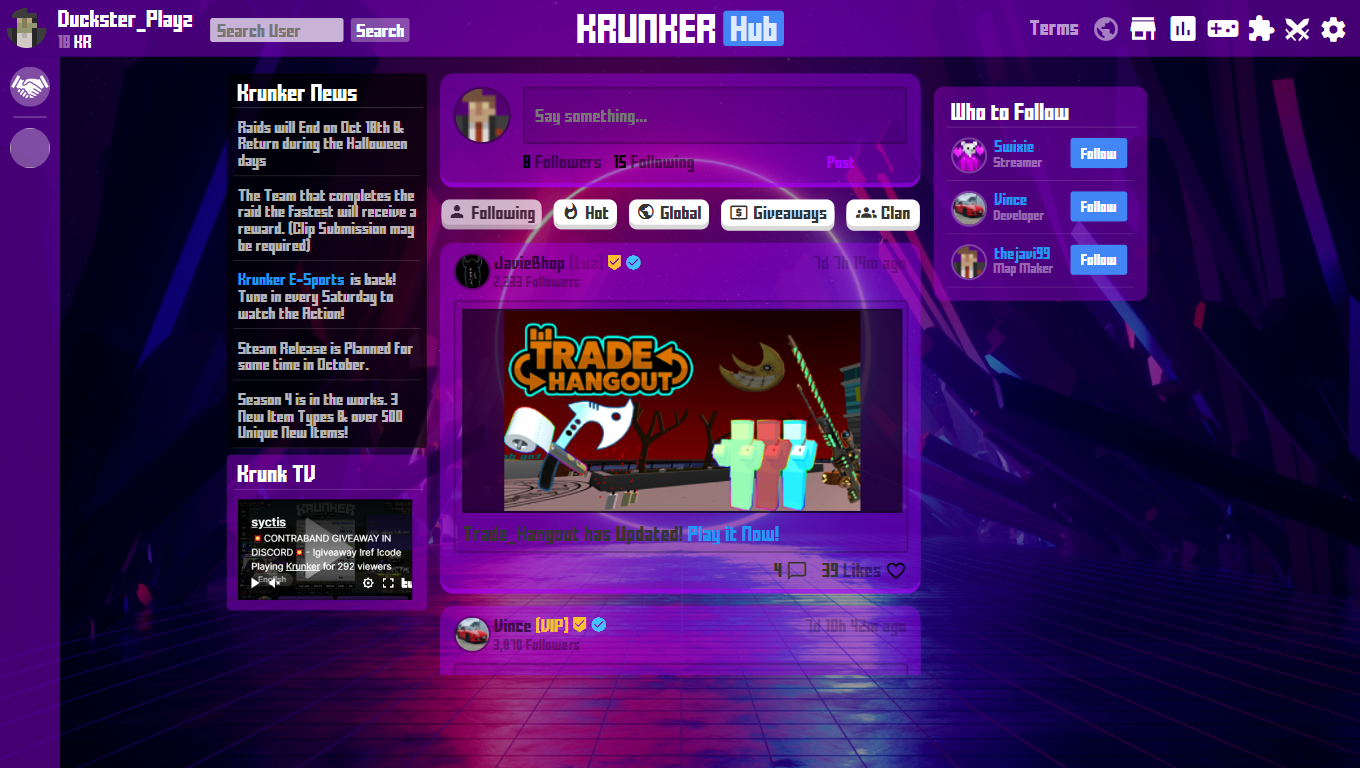 Duckster_Playz
10 KR
Search User
Search
KRUNKER Hub
Terms
Krunker News
Raids will End on Oct 18th &
Return during the Halloween
days
The Team that completes the
raid the Fastest will receive a
reward. (Clip Submission may
be required)
Krunker E-Sports is back!
Tune in every Saturday to
watch the Action!
Steam Release is Planned for
some time in October.
Season 4 is in the works. 3
New Item Types & over 500
Unique New Items!
Krunk TV
syctis
💥 CONTRABAND GIVEAWAY IN
DISCORD 💥 - !giveaway !ref !code
Playing Krunker for 292 viewers
English
Say something...
8 Followers 15 Following
Post
Following
Hot
Global
Giveaways
Clan
JavieBhop [Lua]
7d 7h 14m ago
2,233 Followers
TRADE
HANGOUT
Trade_Hangout has Updated! Play it Now!
4
39 Likes
Vince [VIP]
7d 10h 42m ago
3,870 Followers
Who to Follow
Swixie
Streamer
Follow
Vince
Developer
Follow
thejavi99
Map Maker
Follow